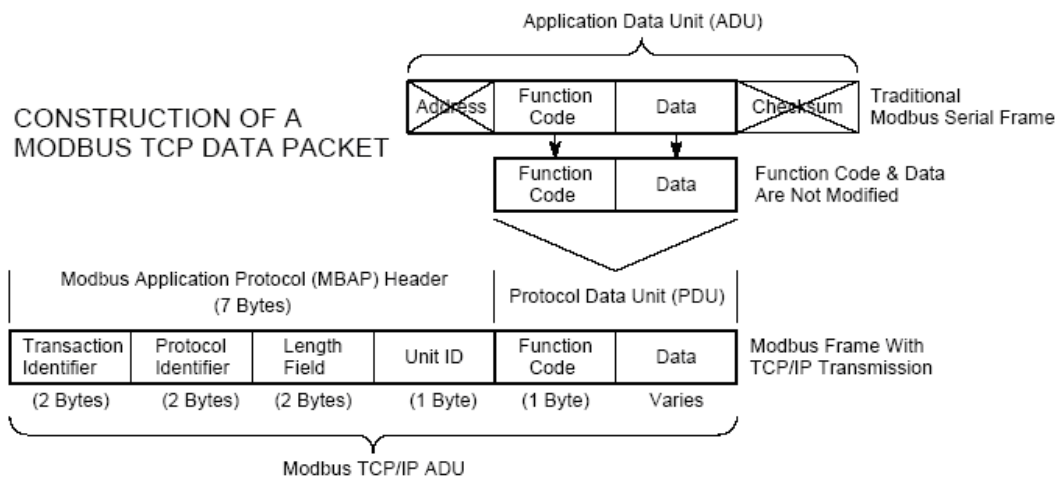 Application Data Unit (ADU)
CONSTRUCTION OF A
MODBUS TCP DATA PACKET
Address
Function
Code
Data
Checksum
Traditional
Modbus Serial Frame
Function
Code
Data
Function Code & Data
Are Not Modified
Modbus Application Protocol (MBAP) Header
(7 Bytes)
Protocol Data Unit (PDU)
Transaction
Identifier
Protocol
Identifier
Length
Field
Unit ID
Function
Code
Data
Modbus Frame With
TCP/IP Transmission
(2 Bytes)
(2 Bytes)
(2 Bytes)
(1 Byte)
(1 Byte)
Varies
Modbus TCP/IP ADU